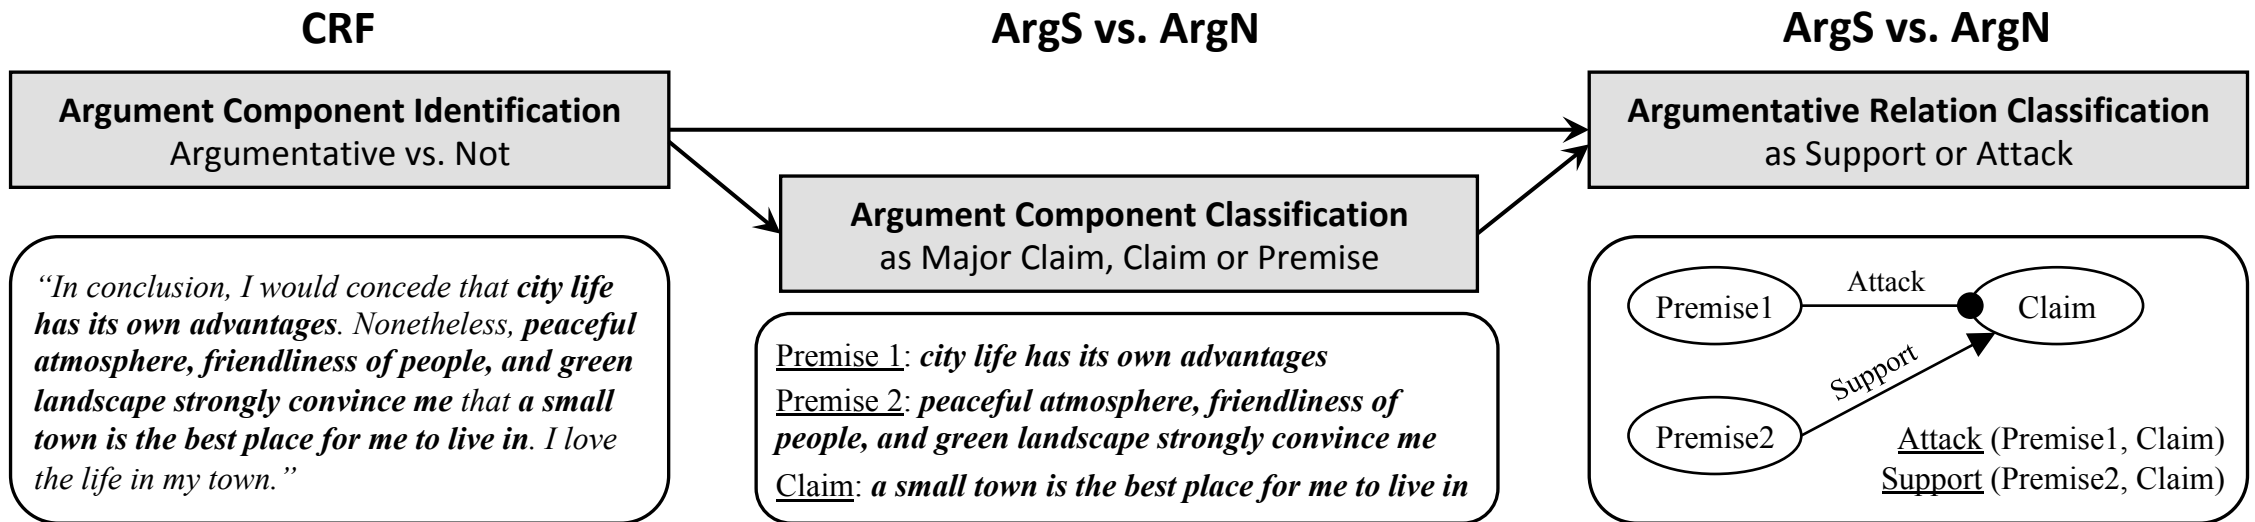 CRF
Argument Component Identification
Argumentative vs. Not
“In conclusion, I would concede that city life
has its own advantages. Nonetheless, peaceful
atmosphere, friendliness of people, and green
landscape strongly convince me that a small
town is the best place for me to live in. I love
the life in my town.”
ArgS vs. ArgN
Argument Component Classification
as Major Claim, Claim or Premise
Premise 1: city life has its own advantages
Premise 2: peaceful atmosphere, friendliness of
people, and green landscape strongly convince me
Claim: a small town is the best place for me to live in
ArgS vs. ArgN
Argumentative Relation Classification
as Support or Attack
Premise1
Attack
Claim
Support
Premise2
Attack (Premise1, Claim)
Support (Premise2, Claim)